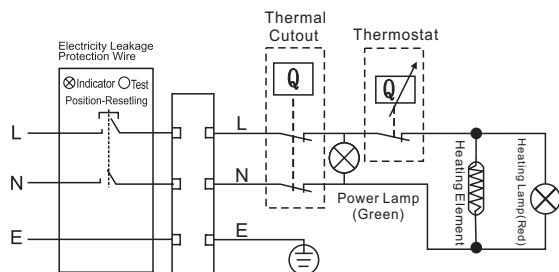 Thermal
Cutout
Thermostat
Electricity Leakage
Protection Wire
Indicator Test
Position-Resetling
Q
Q
L
L
N
N
E
E
Power Lamp
(Green)
Heating Element
Heating Lamp(Red)